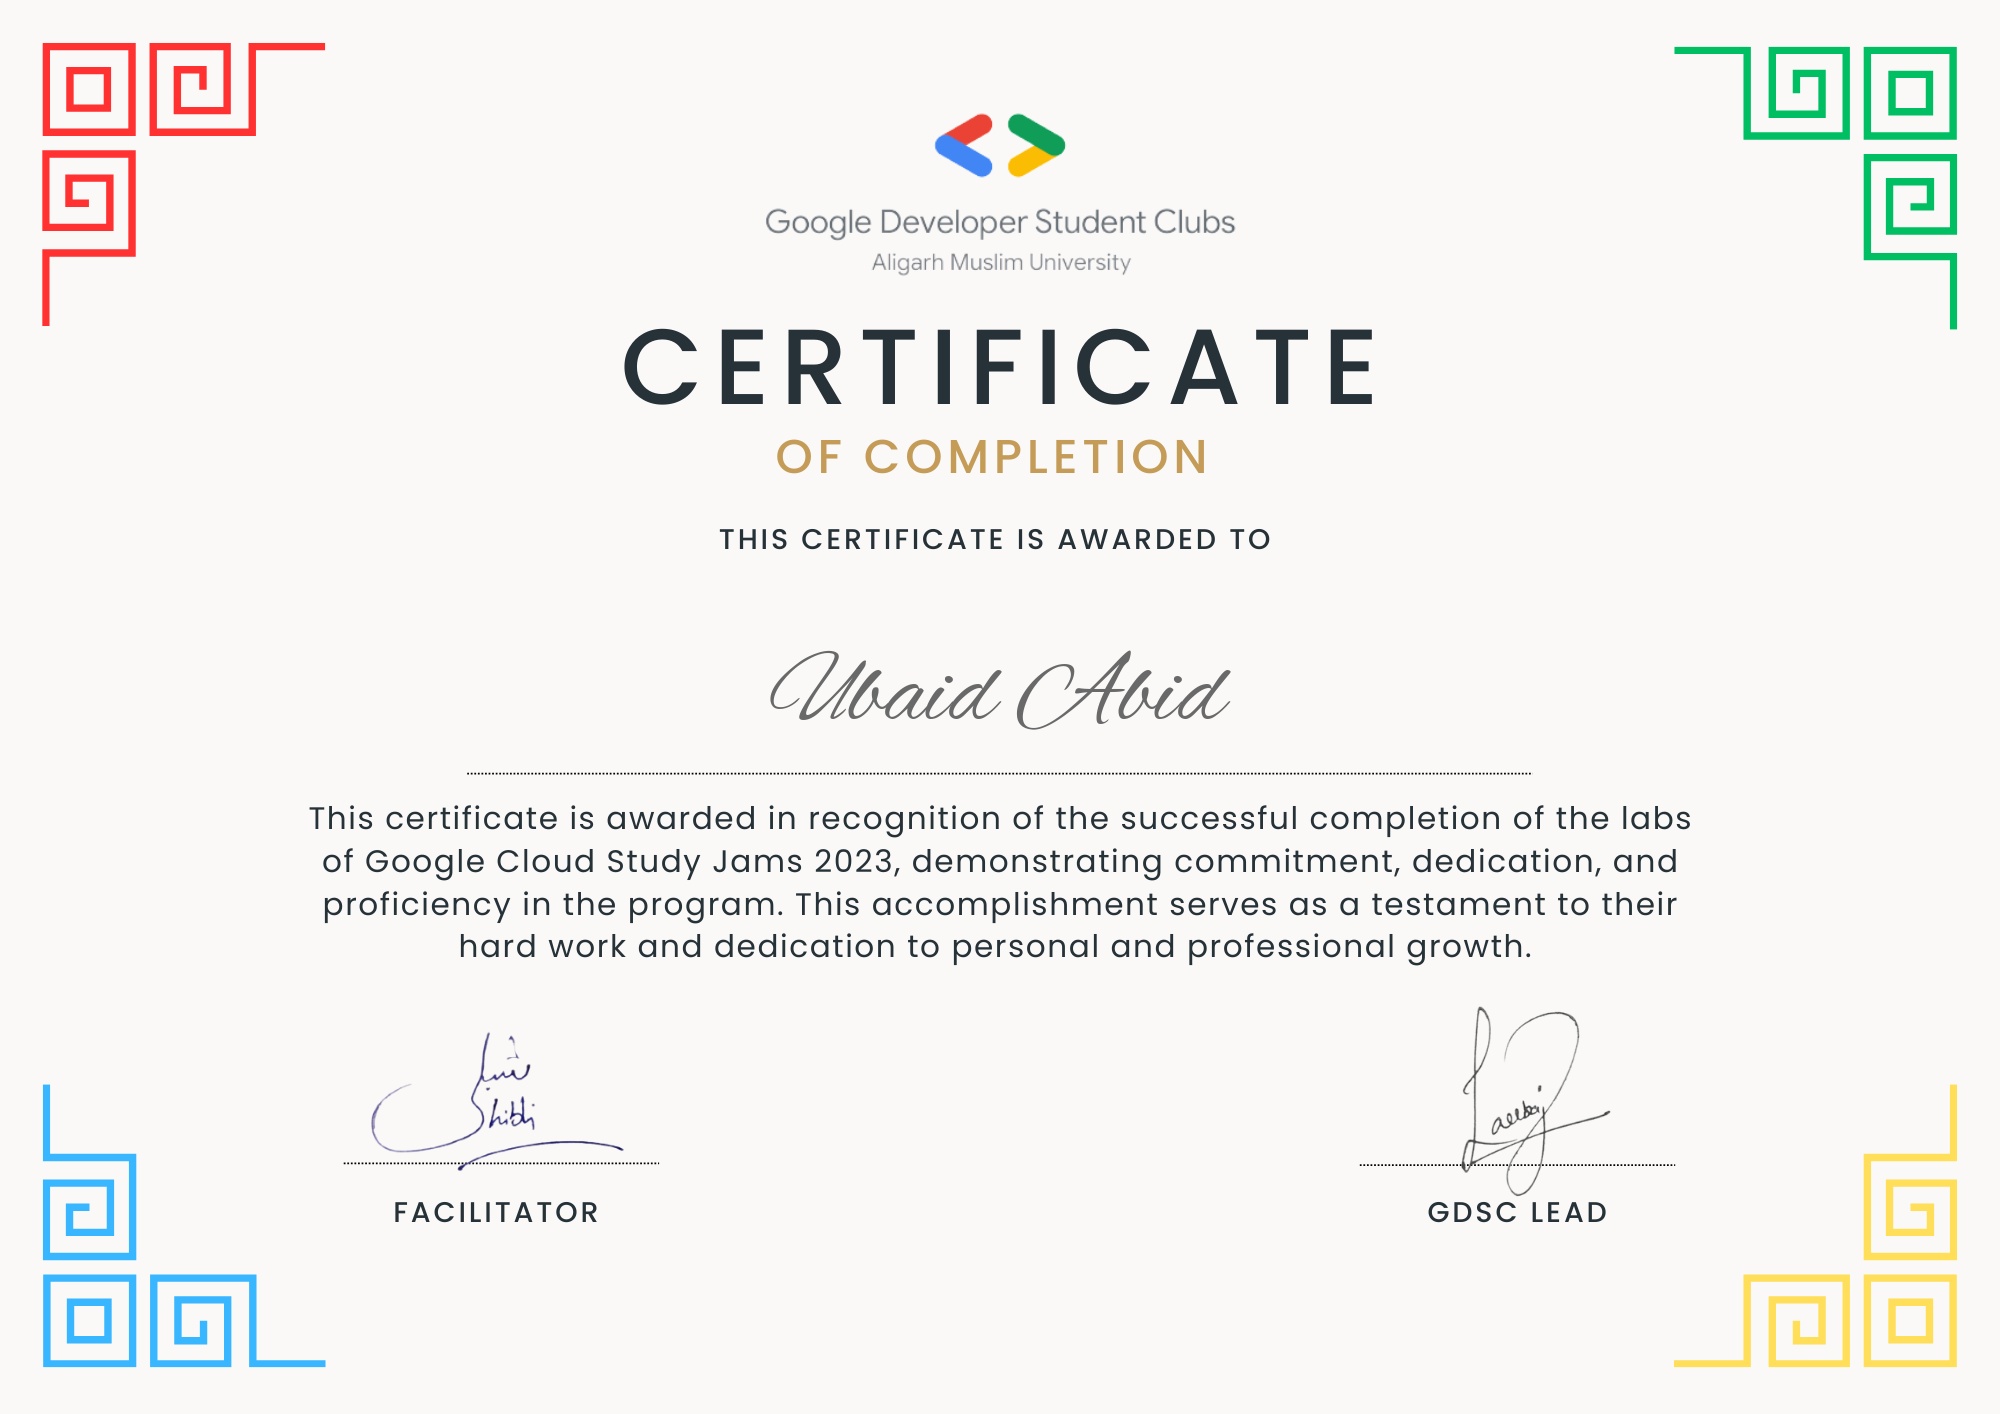 Google Developer Student Clubs
Aligarh Muslim University
CERTIFICATE
OF COMPLETION
THIS CERTIFICATE IS AWARDED TO
Ubaid Abid
This certificate is awarded in recognition of the successful completion of the labs
of Google Cloud Study Jams 2023, demonstrating commitment, dedication, and
proficiency in the program. This accomplishment serves as a testament to their
hard work and dedication to personal and professional growth.
FACILITATOR
GDSC LEAD